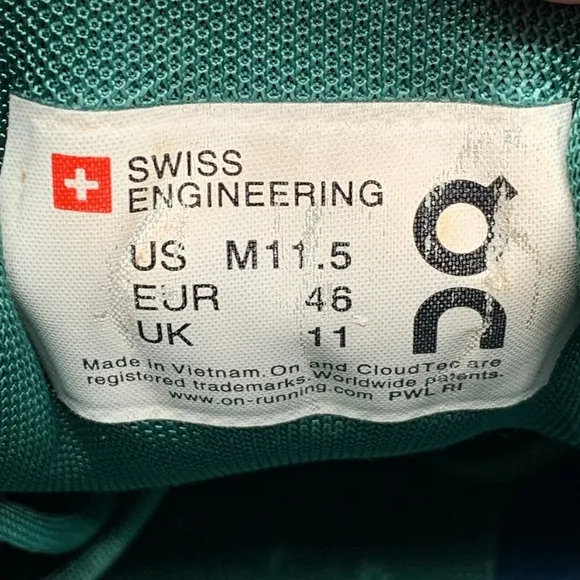 SWISS
ENGINEERING
US M11.5
EUR 46
UK 11
Made in Vietnam. On and CloudTec are
registered trademarks. Worldwide patents.
www.on-running.com PWL RI
On